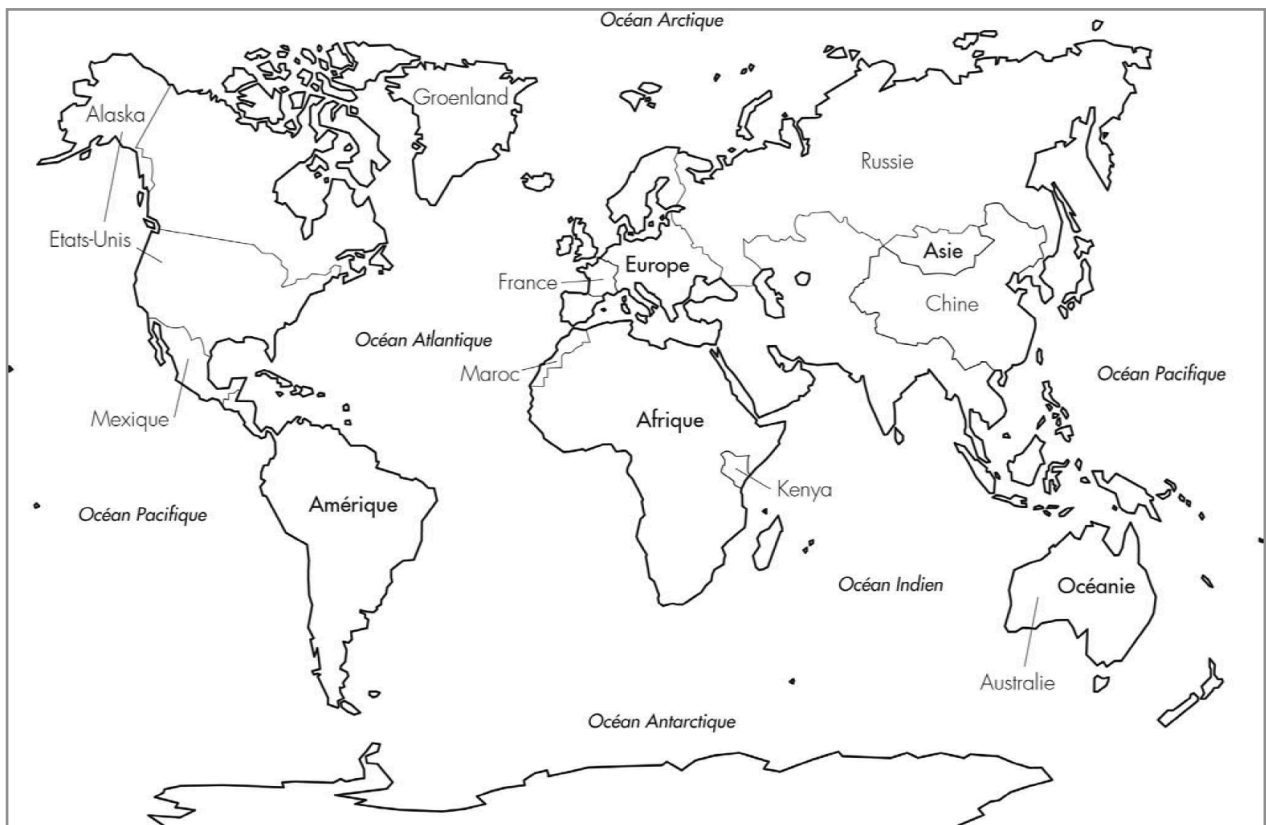 Océan Arctique
Alaska
Groenland
Russie
Etats-Unis
Europe
Asie
France
Chine
Océan Atlantique
Maroc
Océan Pacifique
Mexique
Afrique
Kenya
Amérique
Océan Pacifique
Océan Indien
Océanie
Australie
Océan Antarctique